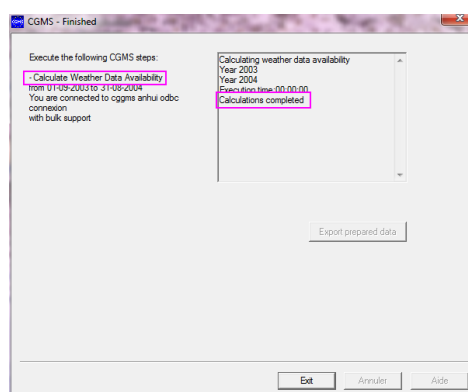 CGMS - Finished
Execute the following CGMS steps:
- Calculate Weather Data Availability
from 01-09-2003 to 31-08-2004
You are connected to cggms anhui odbc
connexion
with bulk support
Calculating weather data availability
Year 2003
Year 2004
Execution time:00:00:00
Calculations completed
Export prepared data
Exit
Annuler
Aide